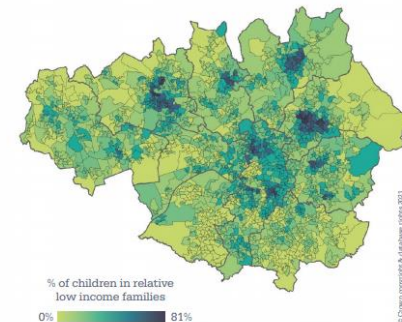 % of children in relative
low income families
0% 81%
© Crown copyright & database rights 2021